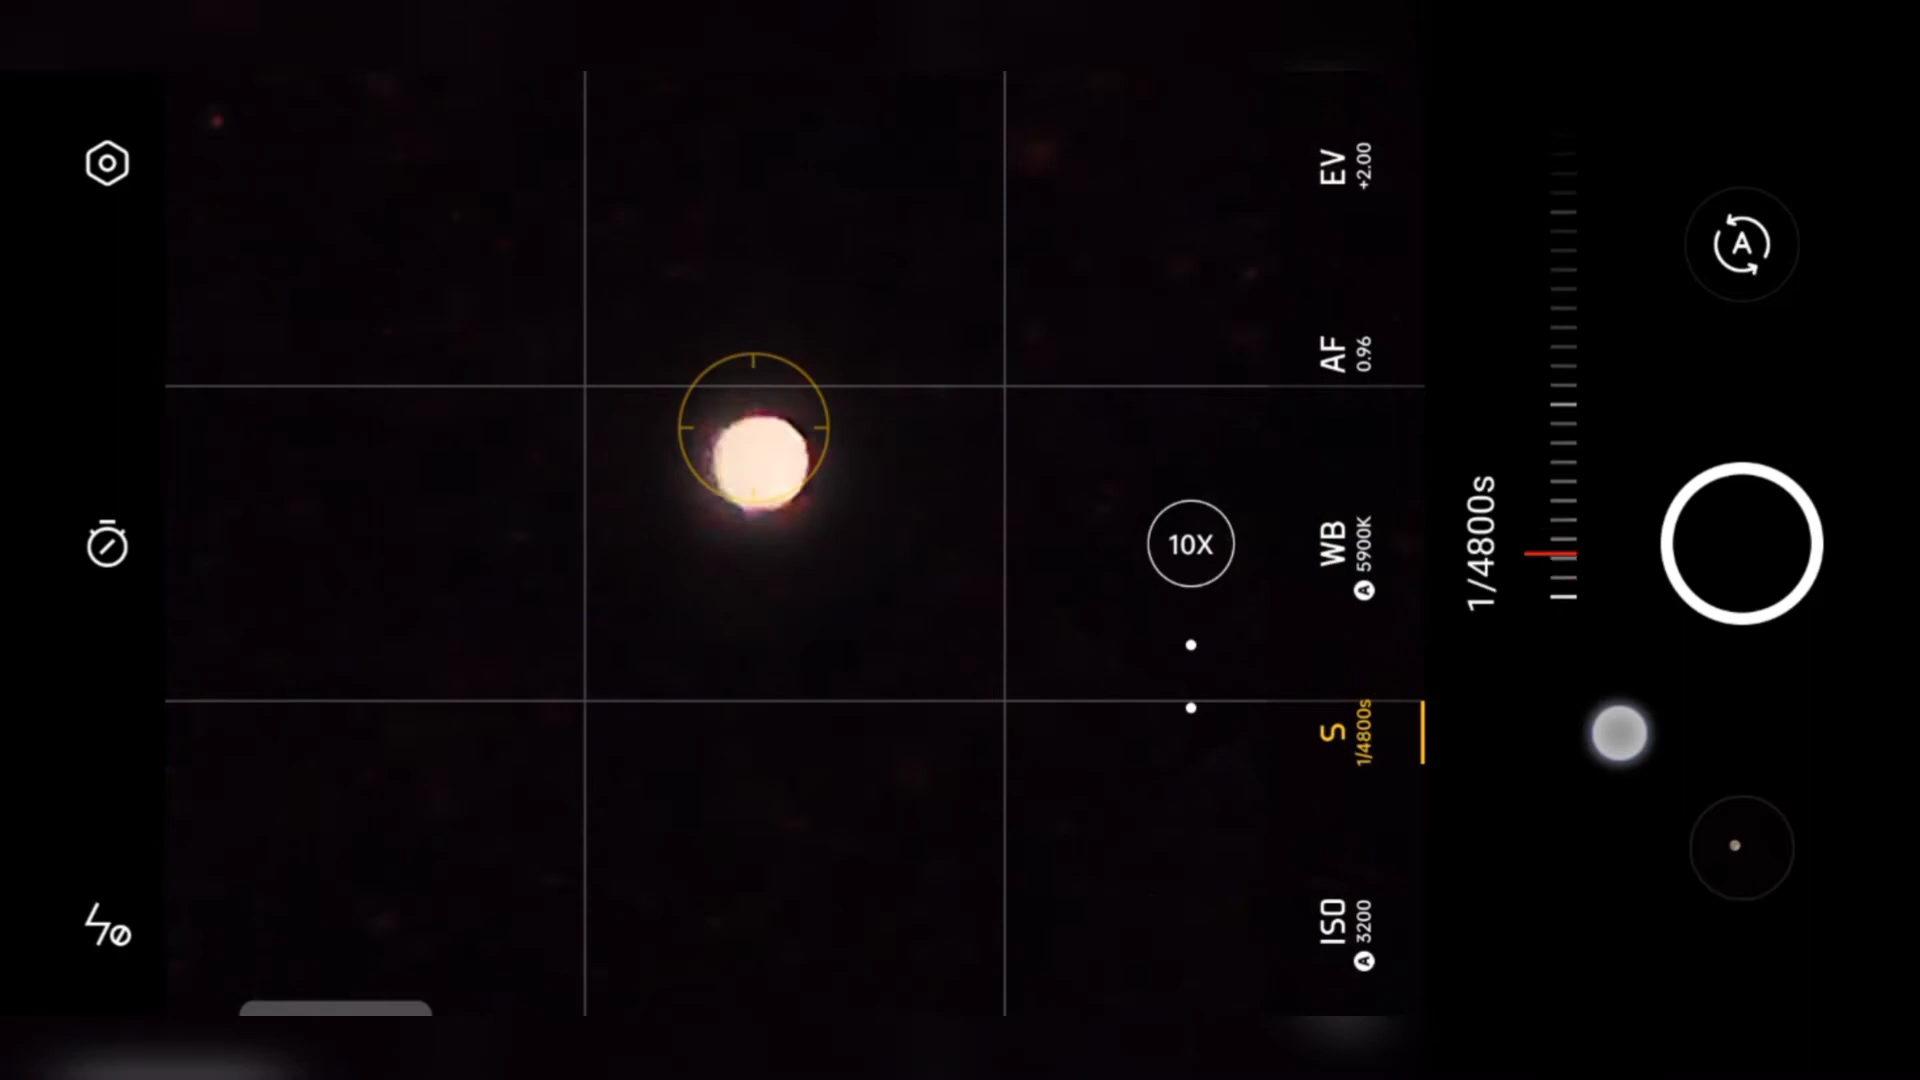 EV
+2.00
AF
0.96
WB
A 5900K
S
1/4800s
ISO
A 3200
10X
1/4800s
A